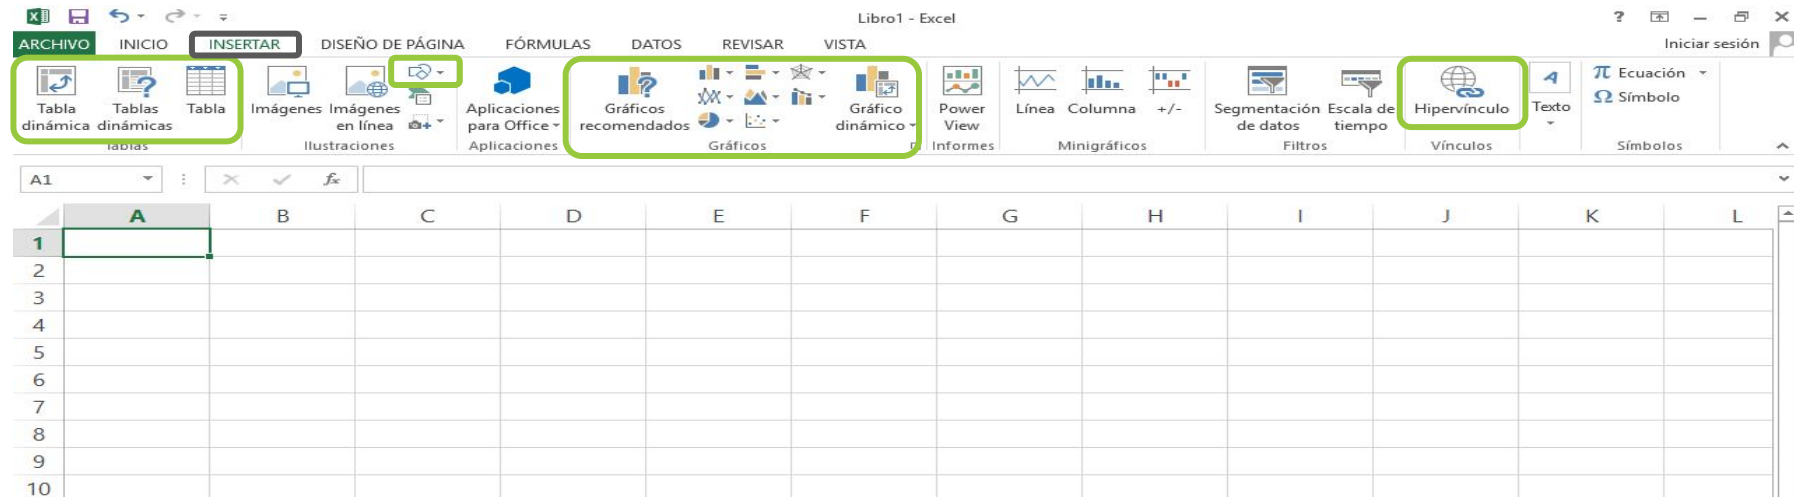 Libro1 - Excel
?
ARCHIVO INICIO INSERTAR DISEÑO DE PÁGINA FÓRMULAS DATOS REVISAR VISTA Iniciar sesión
Tabla dinámica
Tablas dinámicas
Tabla
Tablas
Imágenes
Imágenes en línea
Ilustraciones
Aplicaciones para Office
Aplicaciones
Gráficos recomendados
Gráfico dinámico
Gráficos
Power View
Informes
Línea
Columna
+/-
Minigráficos
Segmentación de datos
Escala de tiempo
Filtros
Hipervínculo
Vínculos
Texto
π Ecuación
Ω Símbolo
Símbolos
A1
fx
A B C D E F G H I J K L
1
2
3
4
5
6
7
8
9
10